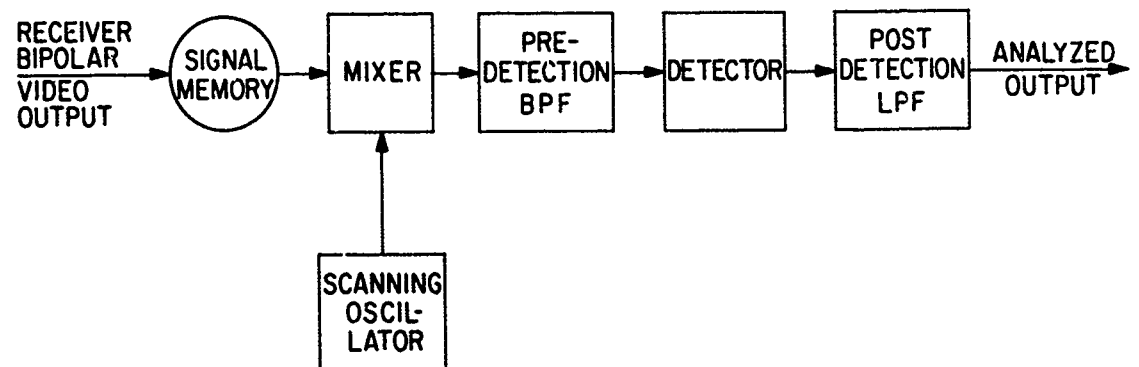 RECEIVER
BIPOLAR
VIDEO
OUTPUT
SIGNAL
MEMORY
MIXER
PRE-
DETECTION
BPF
DETECTOR
POST
DETECTION
LPF
ANALYZED
OUTPUT
SCANNING
OSCIL-
LATOR